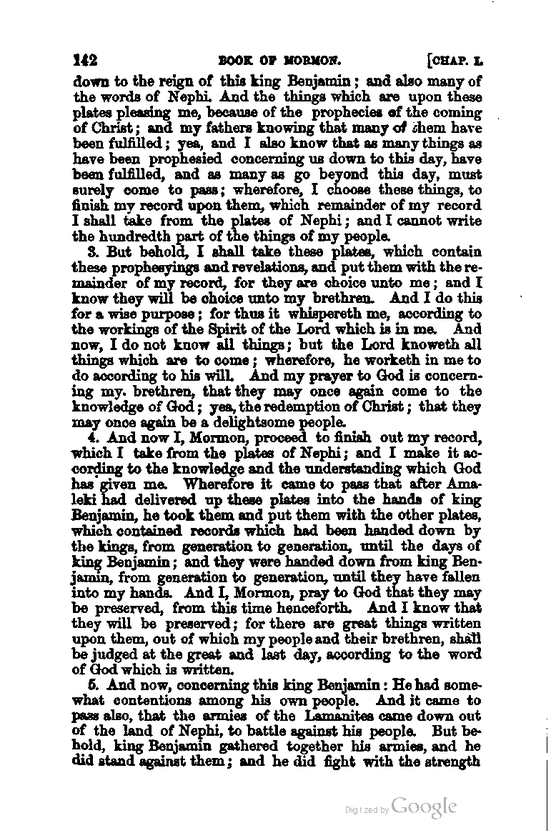 142 BOOK OF MORMON. [CHAP. I.
down to the reign of this king Benjamin; and also many of
the words of Nephi. And the things which are upon these
plates pleasing me, because of the prophecies of the coming
of Christ; and my fathers knowing that many of them have
been fulfilled; yea, and I also know that as many things as
have been prophesied concerning us down to this day, have
been fulfilled, and as many as go beyond this day, must
surely come to pass; wherefore, I choose these things, to
finish my record upon them, which remainder of my record
I shall take from the plates of Nephi; and I cannot write
the hundredth part of the things of my people.
3. But behold, I shall take these plates, which contain
these prophesyings and revelations, and put them with the re-
mainder of my record, for they are choice unto me; and I
know they will be choice unto my brethren. And I do this
for a wise purpose; for thus it whispereth me, according to
the workings of the Spirit of the Lord which is in me. And
now, I do not know all things; but the Lord knoweth all
things which are to come; wherefore, he worketh in me to
do according to his will. And my prayer to God is concern-
ing my. brethren, that they may once again come to the
knowledge of God; yea, the redemption of Christ; that they
may once again be a delightsome people.
4. And now I, Mormon, proceed to finish out my record,
which I take from the plates of Nephi; and I make it ac-
cording to the knowledge and the understanding which God
has given me. Wherefore it came to pass that after Ama-
leki had delivered up these plates into the hands of king
Benjamin, he took them and put them with the other plates,
which contained records which had been handed down by
the kings, from generation to generation, until the days of
king Benjamin; and they were handed down from king Ben-
jamin, from generation to generation, until they have fallen
into my hands. And I, Mormon, pray to God that they may
be preserved, from this time henceforth. And I know that
they will be preserved; for there are great things written
upon them, out of which my people and their brethren, shall
be judged at the great and last day, according to the word
of God which is written.
5. And now, concerning this king Benjamin: He had some-
what contentions among his own people. And it came to
pass also, that the armies of the Lamanites came down out
of the land of Nephi, to battle against his people. But be-
hold, king Benjamin gathered together his armies, and he
did stand against them; and he did fight with the strength
Digitized by Google